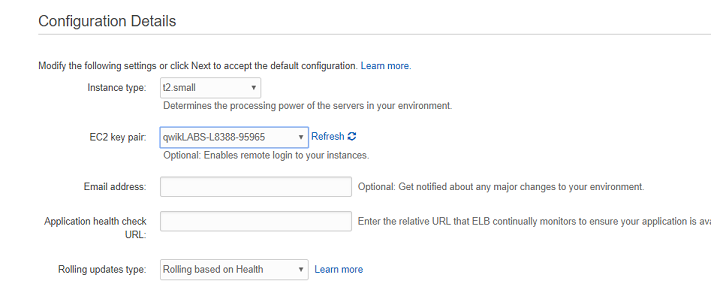 Configuration Details
Modify the following settings or click Next to accept the default configuration. Learn more.
Instance type: t2.small
Determines the processing power of the servers in your environment.
EC2 key pair: qwikLABS-L8388-95965 Refresh
Optional: Enables remote login to your instances.
Email address: Optional: Get notified about any major changes to your environment.
Application health check Enter the relative URL that ELB continually monitors to ensure your application is ava
URL:
Rolling updates type: Rolling based on Health Learn more